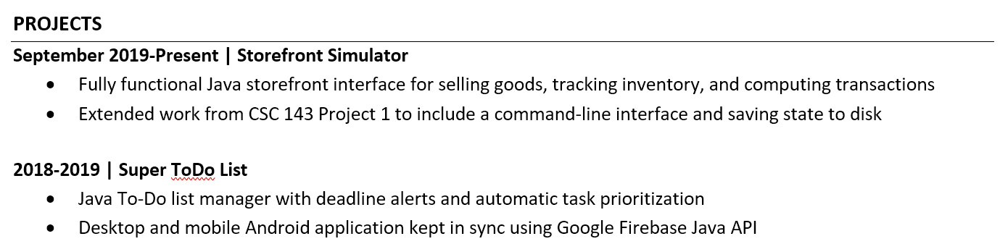 PROJECTS
September 2019-Present | Storefront Simulator
• Fully functional Java storefront interface for selling goods, tracking inventory, and computing transactions
• Extended work from CSC 143 Project 1 to include a command-line interface and saving state to disk
2018-2019 | Super ToDo List
• Java To-Do list manager with deadline alerts and automatic task prioritization
• Desktop and mobile Android application kept in sync using Google Firebase Java API